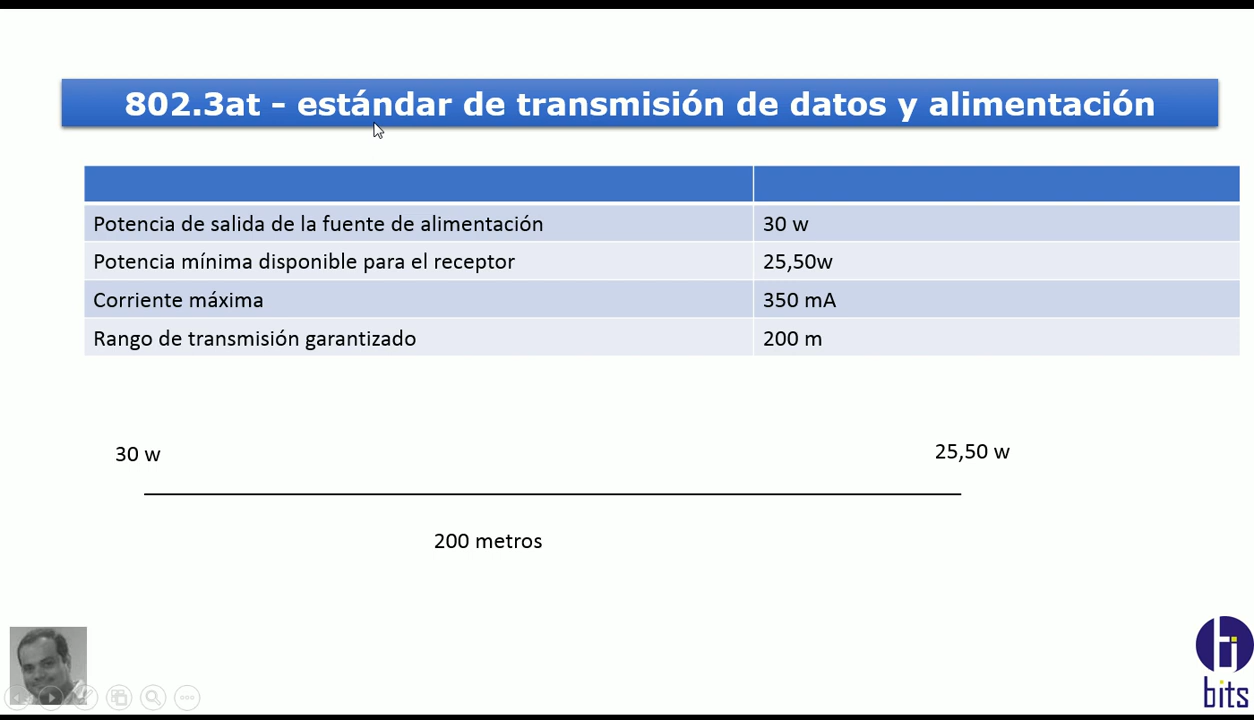 802.3at – estándar de transmisión de datos y alimentación
Potencia de salida de la fuente de alimentación 30 w
Potencia mínima disponible para el receptor 25,50w
Corriente máxima 350 mA
Rango de transmisión garantizado 200 m
30 w 25,50 w
200 metros
bits